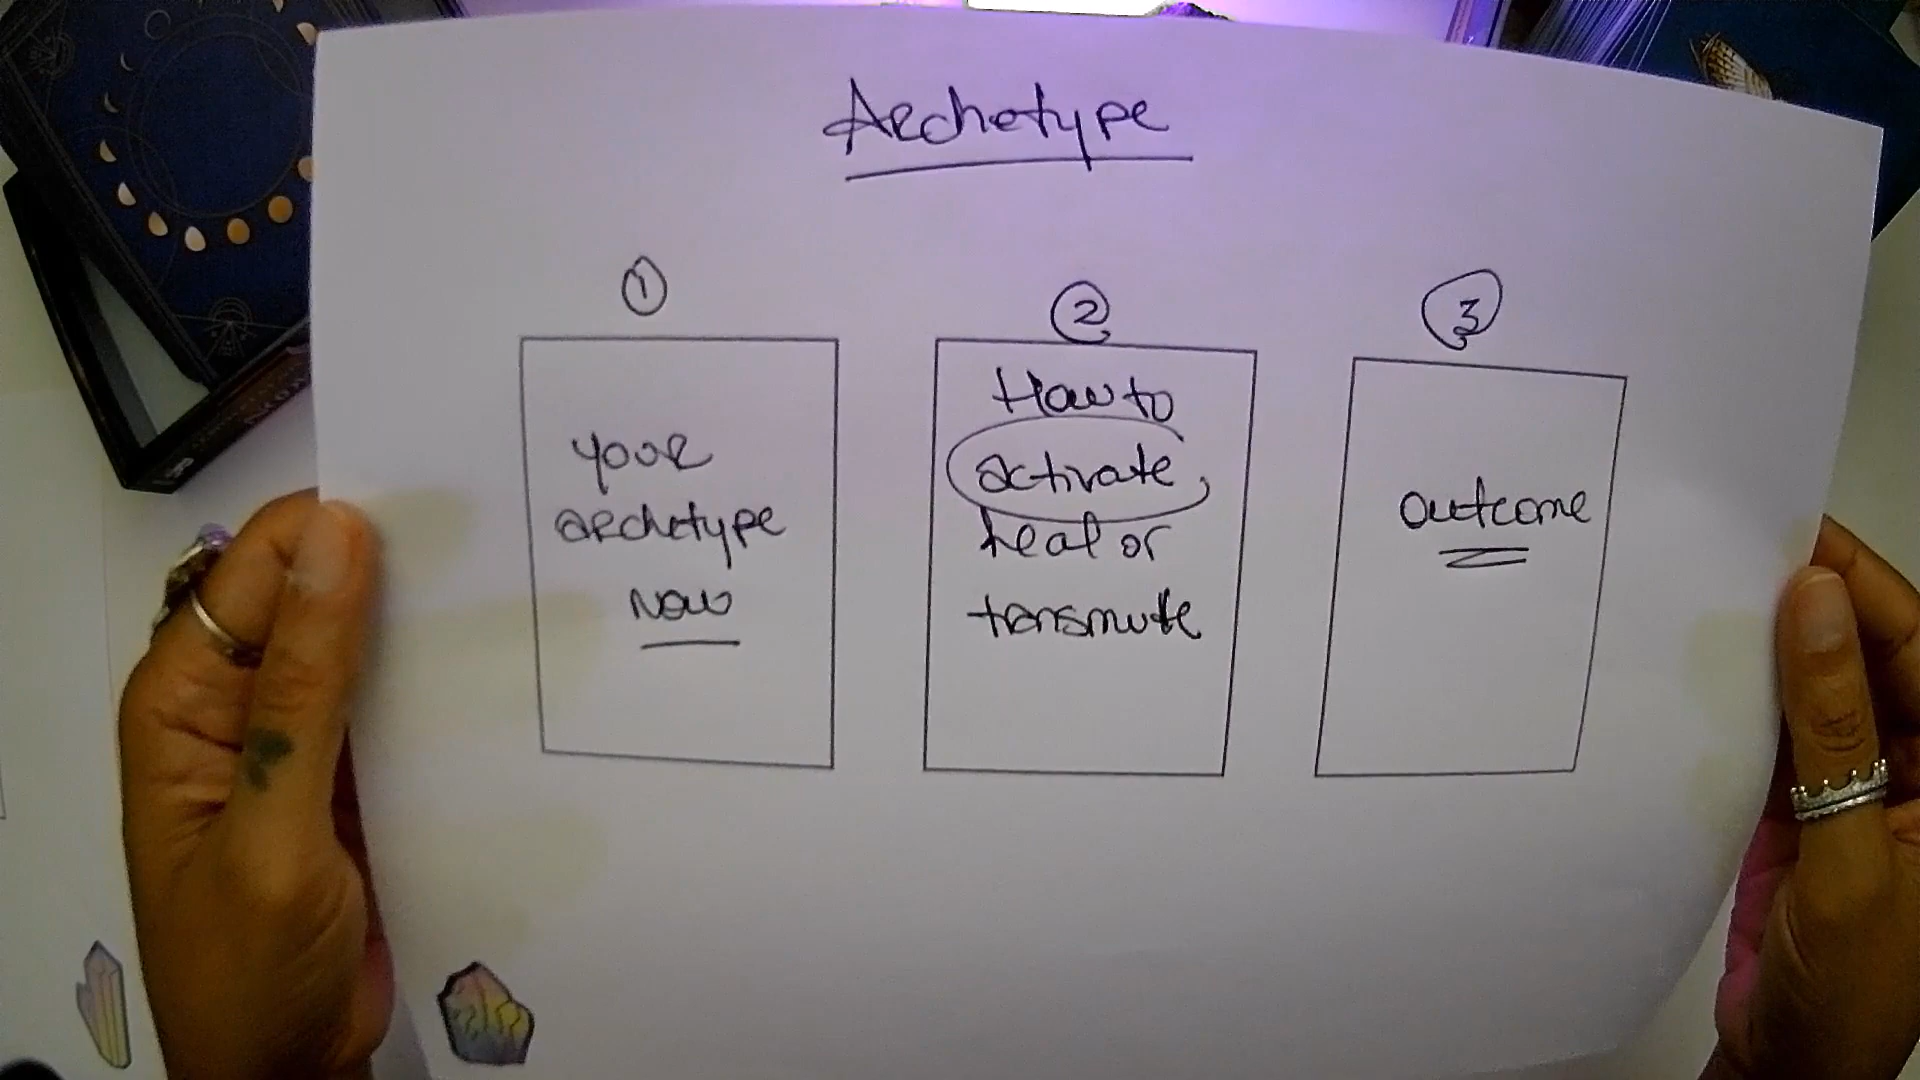 Archetype
1
your
archetype
now
2
How to
activate,
heal or
transmute
3
outcome